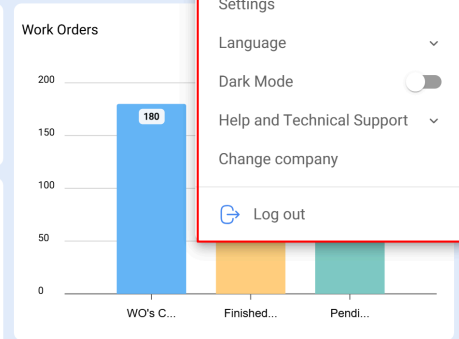 Settings
Work Orders
Language
Dark Mode
Help and Technical Support
Change company
Log out
200
150
100
50
0
180
WO's C...
Finished...
Pendi...